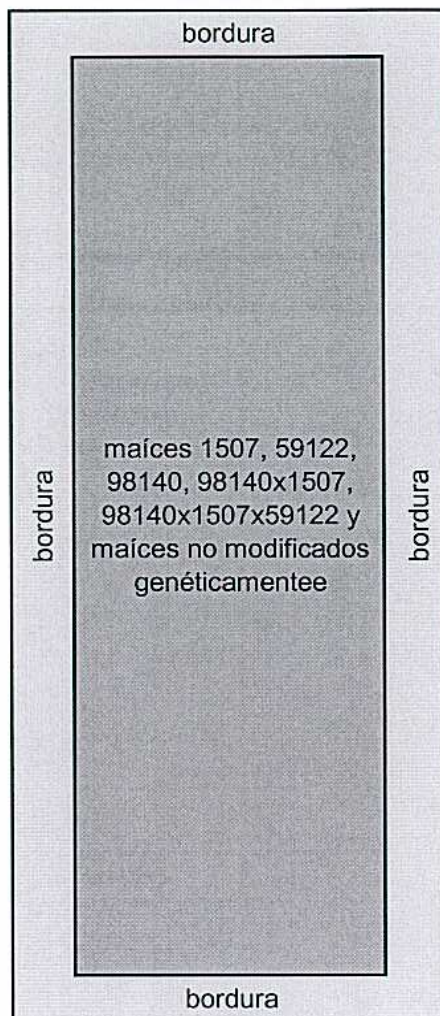 bordura
bordura
maíces 1507, 59122,
98140, 98140x1507,
98140x1507x59122 y
maíces no modificados
genéticamentee
bordura
bordura